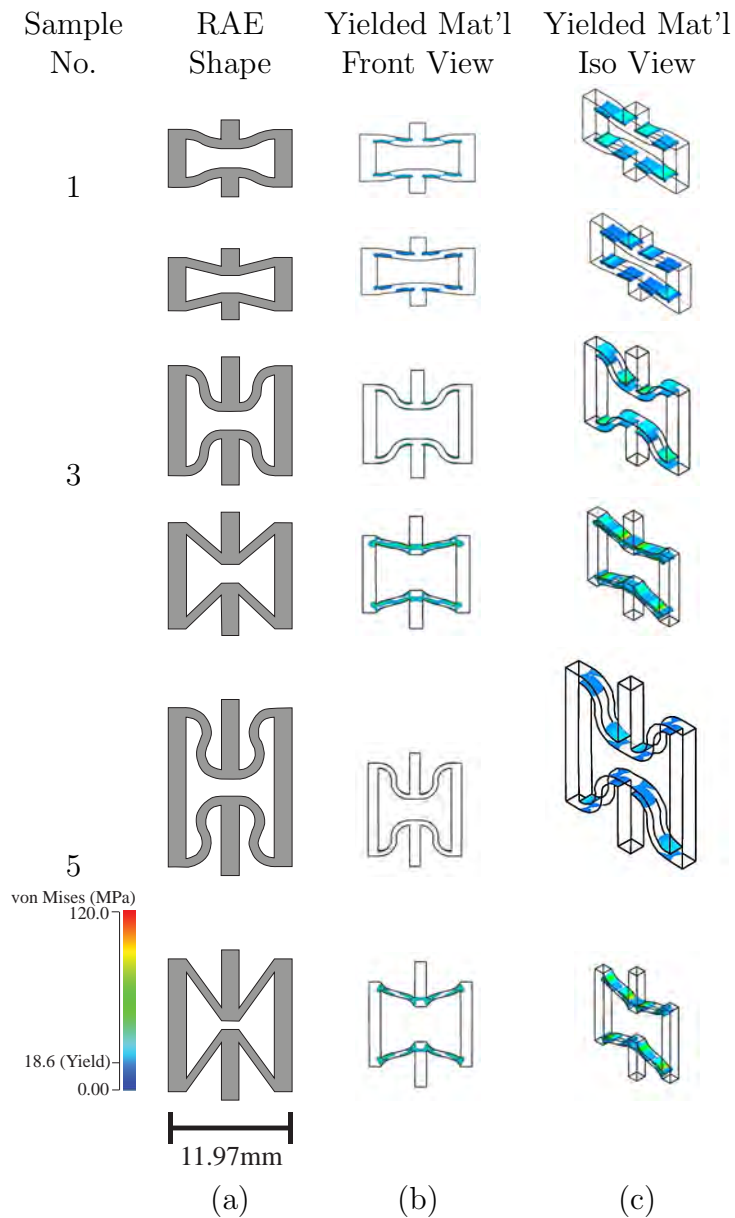 Sample No.
RAE Shape
Yielded Mat'l Front View
Yielded Mat'l Iso View
1
3
5
von Mises (MPa)
120.0
18.6 (Yield)
0.00
11.97mm
(a)
(b)
(c)